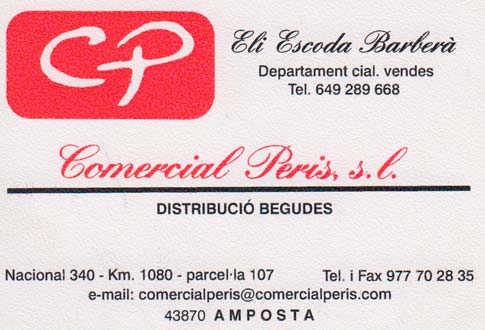 CP
Eli Escoda Barberà
Departament cial. vendes
Tel. 649 289 668
Comercial Peris, s.l.
DISTRIBUCIÓ BEGUDES
Nacional 340 - Km. 1080 - parcel·la 107 Tel. i Fax 977 70 28 35
e-mail: comercialperis@comercialperis.com
43870 AMPOSTA